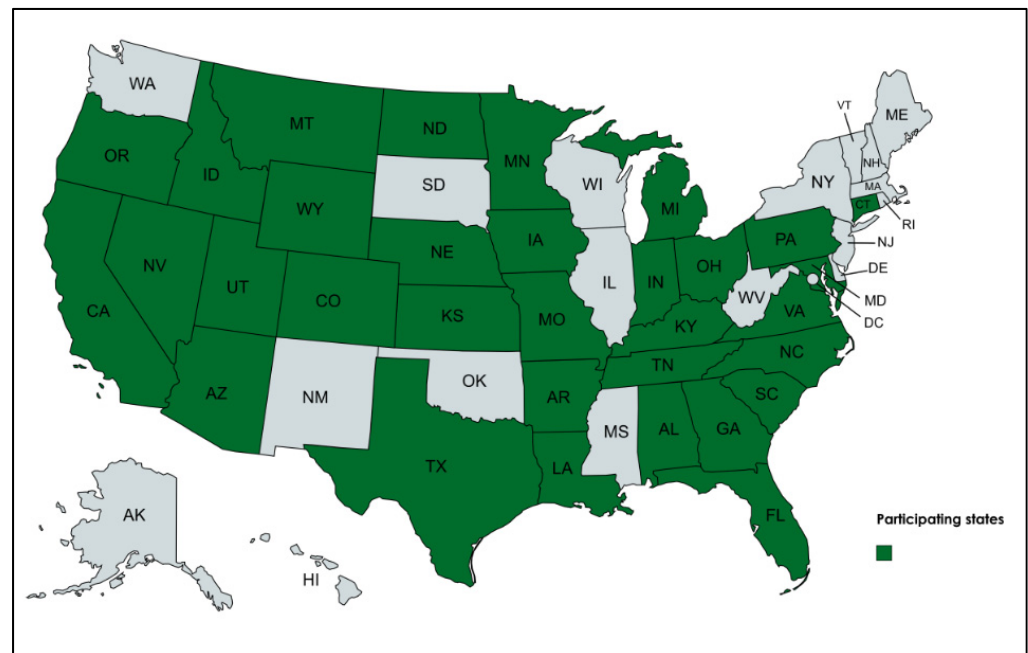 WA
MT
ND
MN
OR
ID
SD
WI
WY
MI
VT
ME
NH
NY
MA
CT
RI
NJ
PA
DE
MD
DC
IA
NE
NV
UT
CO
CA
KS
MO
IL
IN
OH
WV
VA
KY
NC
TN
AZ
NM
OK
AR
SC
MS
AL
GA
TX
LA
FL
AK
HI
Participating states